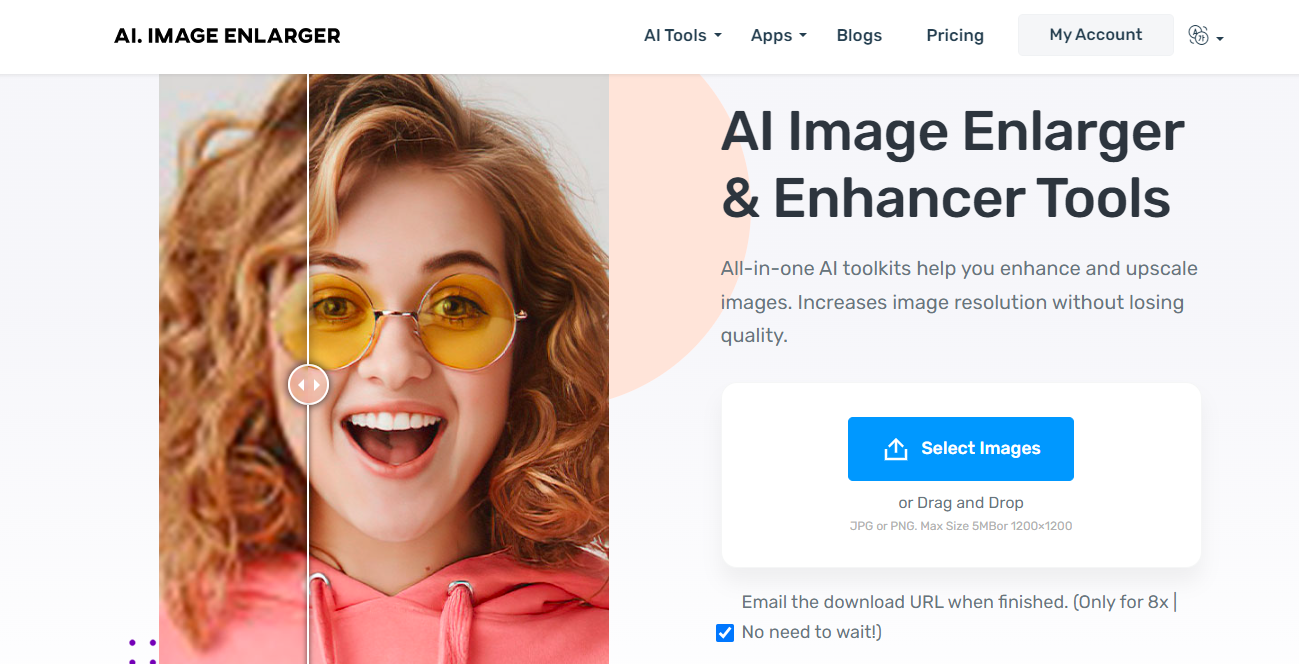 AI. IMAGE ENLARGER
AI Tools Apps Blogs Pricing My Account
AI Image Enlarger
& Enhancer Tools
All-in-one AI toolkits help you enhance and upscale
images. Increases image resolution without losing
quality.
Select Images
or Drag and Drop
JPG or PNG. Max Size 5MBor 1200×1200
Email the download URL when finished. (Only for 8x |
No need to wait!)